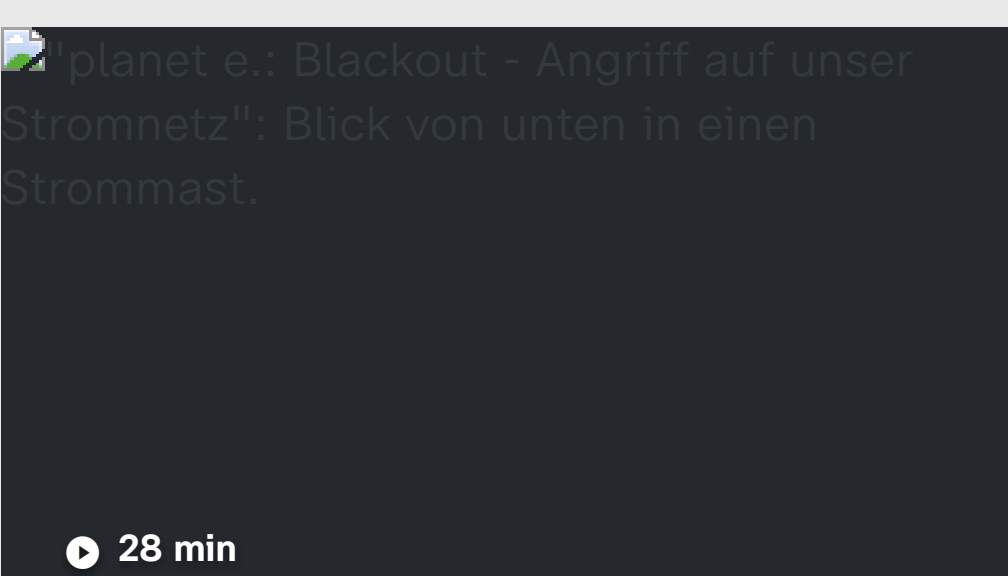 "planet e.: Blackout - Angriff auf unser
Stromnetz": Blick von unten in einen
Strommast.
28 min